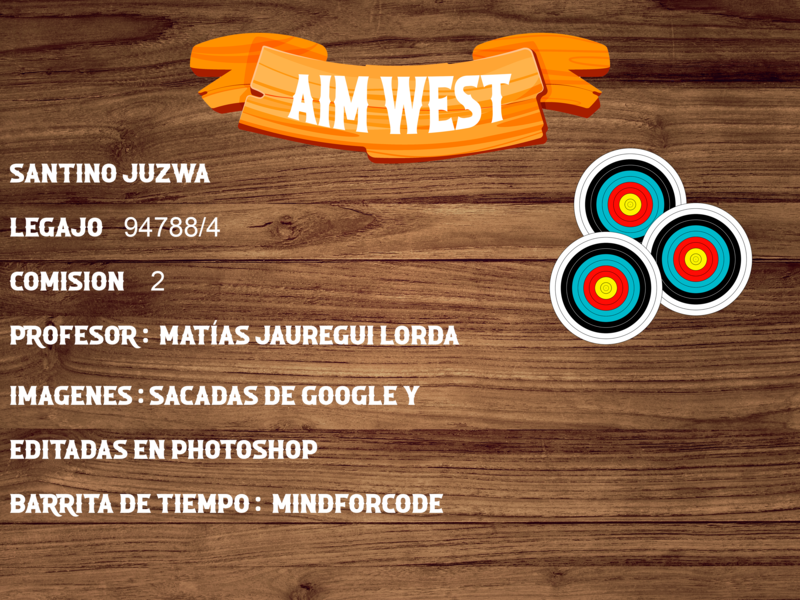 AIM WEST
SANTINO JUZWA
LEGAJO 94788/4
COMISION 2
PROFESOR: MATÍAS JAUREGUI LORDA
IMAGENES: SACADAS DE GOOGLE Y
EDITADAS EN PHOTOSHOP
BARRITA DE TIEMPO: MINDFORCODE